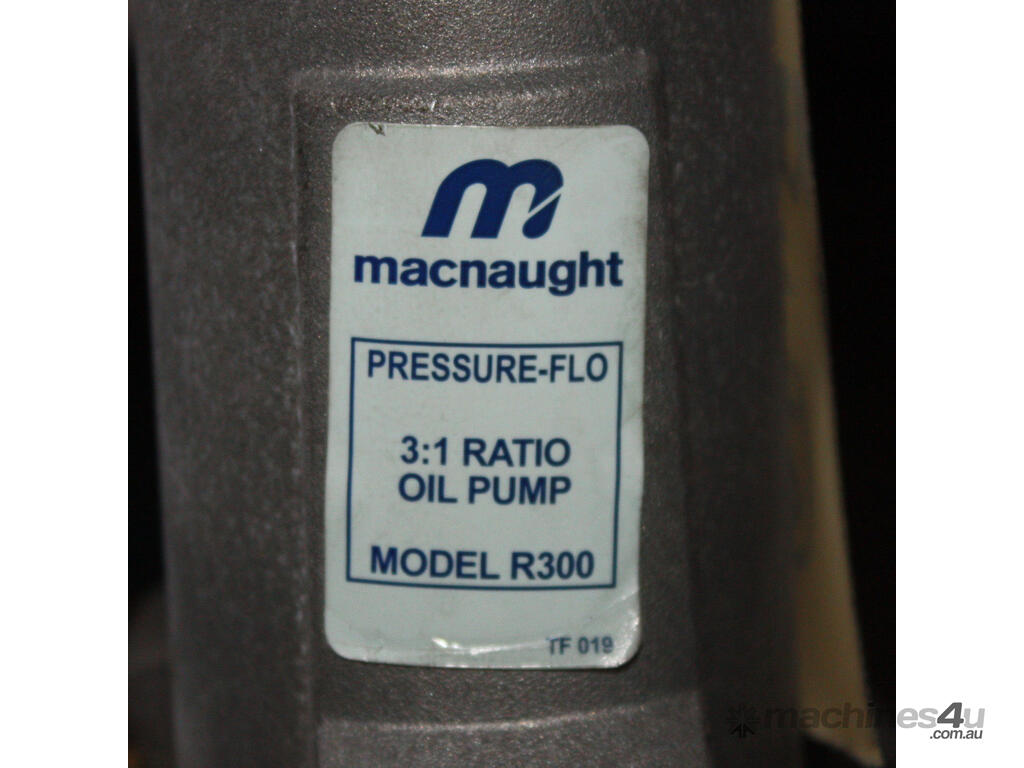 m
macnaught
PRESSURE-FLO
3:1 RATIO
OIL PUMP
MODEL R300
TF 019
machines4u
.com.au